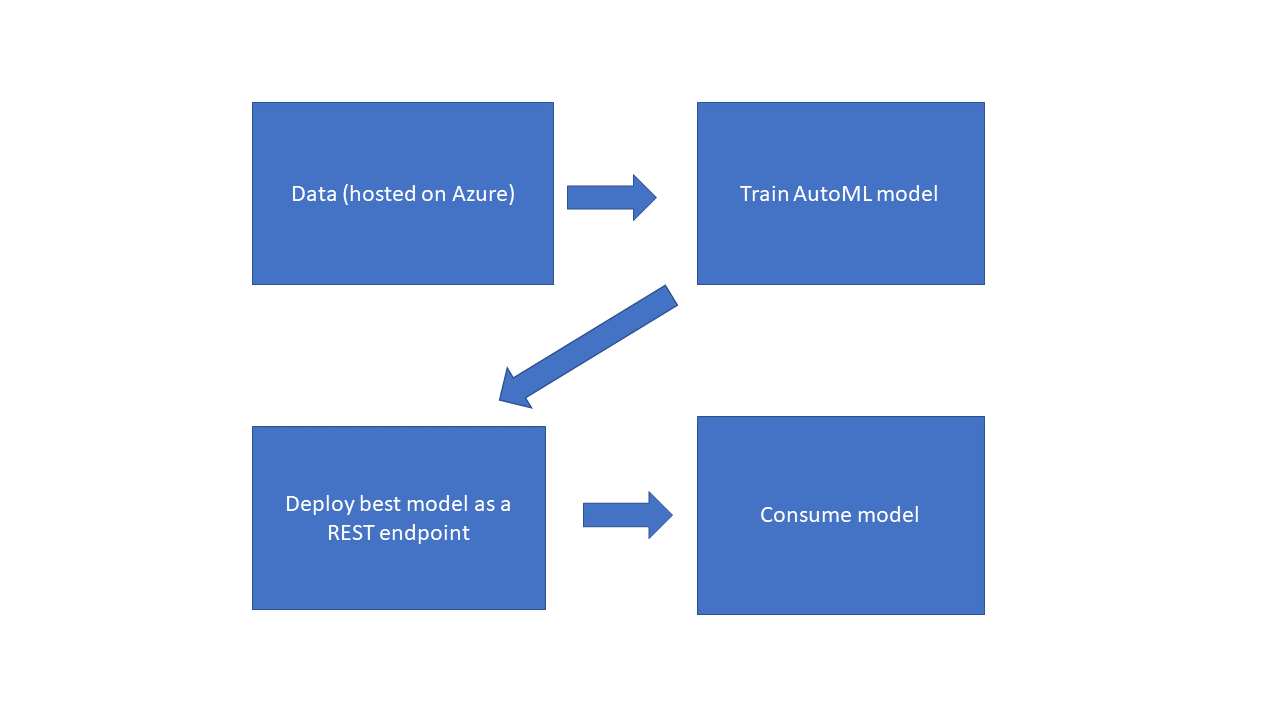 Data (hosted on Azure)
Train AutoML model
Deploy best model as a
REST endpoint
Consume model